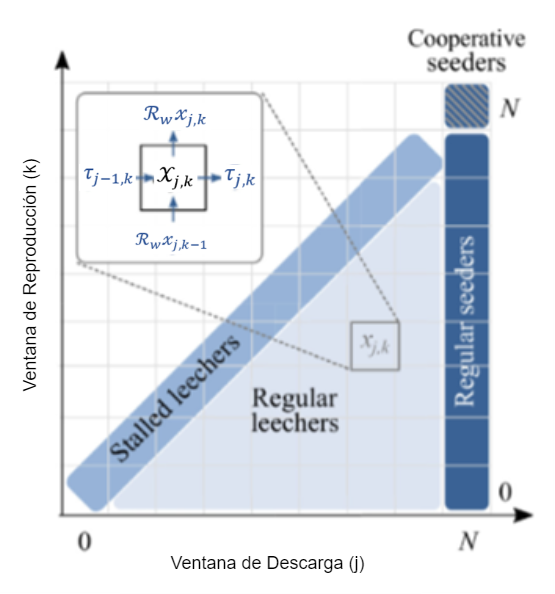 Cooperative
seeders
N
Ventana de Reproducción (k)
ℛ_w x_{j,k}
τ_{j-1,k}
x_{j,k}
τ_{j,k}
ℛ_w x_{j,k-1}
x_{j,k}
Stalled leechers
Regular
leechers
Regular seeders
0
0
N
Ventana de Descarga (j)